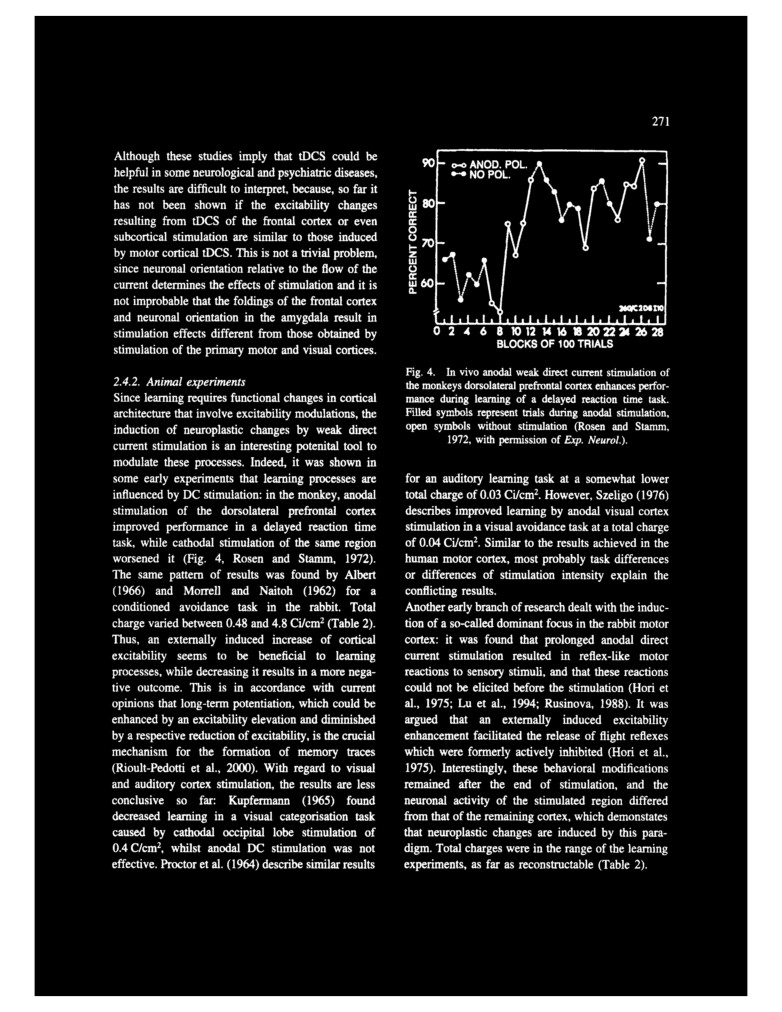 271
Although these studies imply that tDCS could be
helpful in some neurological and psychiatric diseases,
the results are difficult to interpret, because, so far it
has not been shown if the excitability changes
resulting from tDCS of the frontal cortex or even
subcortical stimulation are similar to those induced
by motor cortical tDCS. This is not a trivial problem,
since neuronal orientation relative to the flow of the
current determines the effects of stimulation and it is
not improbable that the foldings of the frontal cortex
and neuronal orientation in the amygdala result in
stimulation effects different from those obtained by
stimulation of the primary motor and visual cortices.
2.4.2. Animal experiments
Since learning requires functional changes in cortical
architecture that involve excitability modulations, the
induction of neuroplastic changes by weak direct
current stimulation is an interesting potenital tool to
modulate these processes. Indeed, it was shown in
some early experiments that learning processes are
influenced by DC stimulation: in the monkey, anodal
stimulation of the dorsolateral prefrontal cortex
improved performance in a delayed reaction time
task, while cathodal stimulation of the same region
worsened it (Fig. 4, Rosen and Stamm, 1972).
The same pattern of results was found by Albert
(1966) and Morrell and Naitoh (1962) for a
conditioned avoidance task in the rabbit. Total
charge varied between 0.48 and 4.8 Ci/cm² (Table 2).
Thus, an externally induced increase of cortical
excitability seems to be beneficial to learning
processes, while decreasing it results in a more nega-
tive outcome. This is in accordance with current
opinions that long-term potentiation, which could be
enhanced by an excitability elevation and diminished
by a respective reduction of excitability, is the crucial
mechanism for the formation of memory traces
(Rioult-Pedotti et al., 2000). With regard to visual
and auditory cortex stimulation, the results are less
conclusive so far: Kupfermann (1965) found
decreased learning in a visual categorisation task
caused by cathodal occipital lobe stimulation of
0.4 C/cm², whilst anodal DC stimulation was not
effective. Proctor et al. (1964) describe similar results
ANOD. POL.
NO POL.
PERCENT CORRECT
90
80
70
60
0 2 4 6 8 10 12 14 16 18 20 22 24 26 28
BLOCKS OF 100 TRIALS
Fig. 4. In vivo anodal weak direct current stimulation of
the monkeys dorsolateral prefrontal cortex enhances perfor-
mance during learning of a delayed reaction time task.
Filled symbols represent trials during anodal stimulation,
open symbols without stimulation (Rosen and Stamm,
1972, with permission of Exp. Neurol.).
for an auditory learning task at a somewhat lower
total charge of 0.03 Ci/cm². However, Szeligo (1976)
describes improved learning by anodal visual cortex
stimulation in a visual avoidance task at a total charge
of 0.04 Ci/cm². Similar to the results achieved in the
human motor cortex, most probably task differences
or differences of stimulation intensity explain the
conflicting results.
Another early branch of research dealt with the induc-
tion of a so-called dominant focus in the rabbit motor
cortex: it was found that prolonged anodal direct
current stimulation resulted in reflex-like motor
reactions to sensory stimuli, and that these reactions
could not be elicited before the stimulation (Hori et
al., 1975; Lu et al., 1994; Rusinova, 1988). It was
argued that an externally induced excitability
enhancement facilitated the release of flight reflexes
which were formerly actively inhibited (Hori et al.,
1975). Interestingly, these behavioral modifications
remained after the end of stimulation, and the
neuronal activity of the stimulated region differed
from that of the remaining cortex, which demonstates
that neuroplastic changes are induced by this para-
digm. Total charges were in the range of the learning
experiments, as far as reconstructable (Table 2).